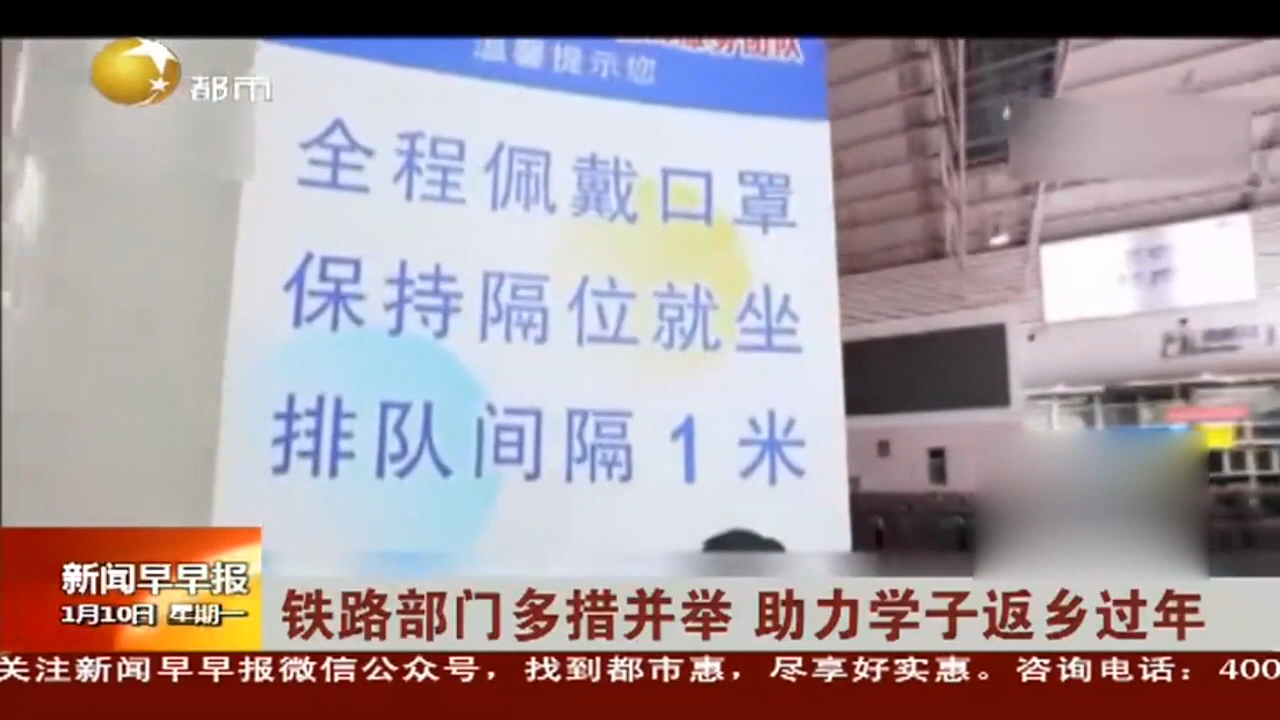 都市
温馨提示您
全程佩戴口罩
保持隔位就坐
排队间隔1米
新闻早早报
1月10日 星期一
铁路部门多措并举 助力学子返乡过年
关注新闻早早报微信公众号，找到都市惠，尽享好实惠。咨询电话：400